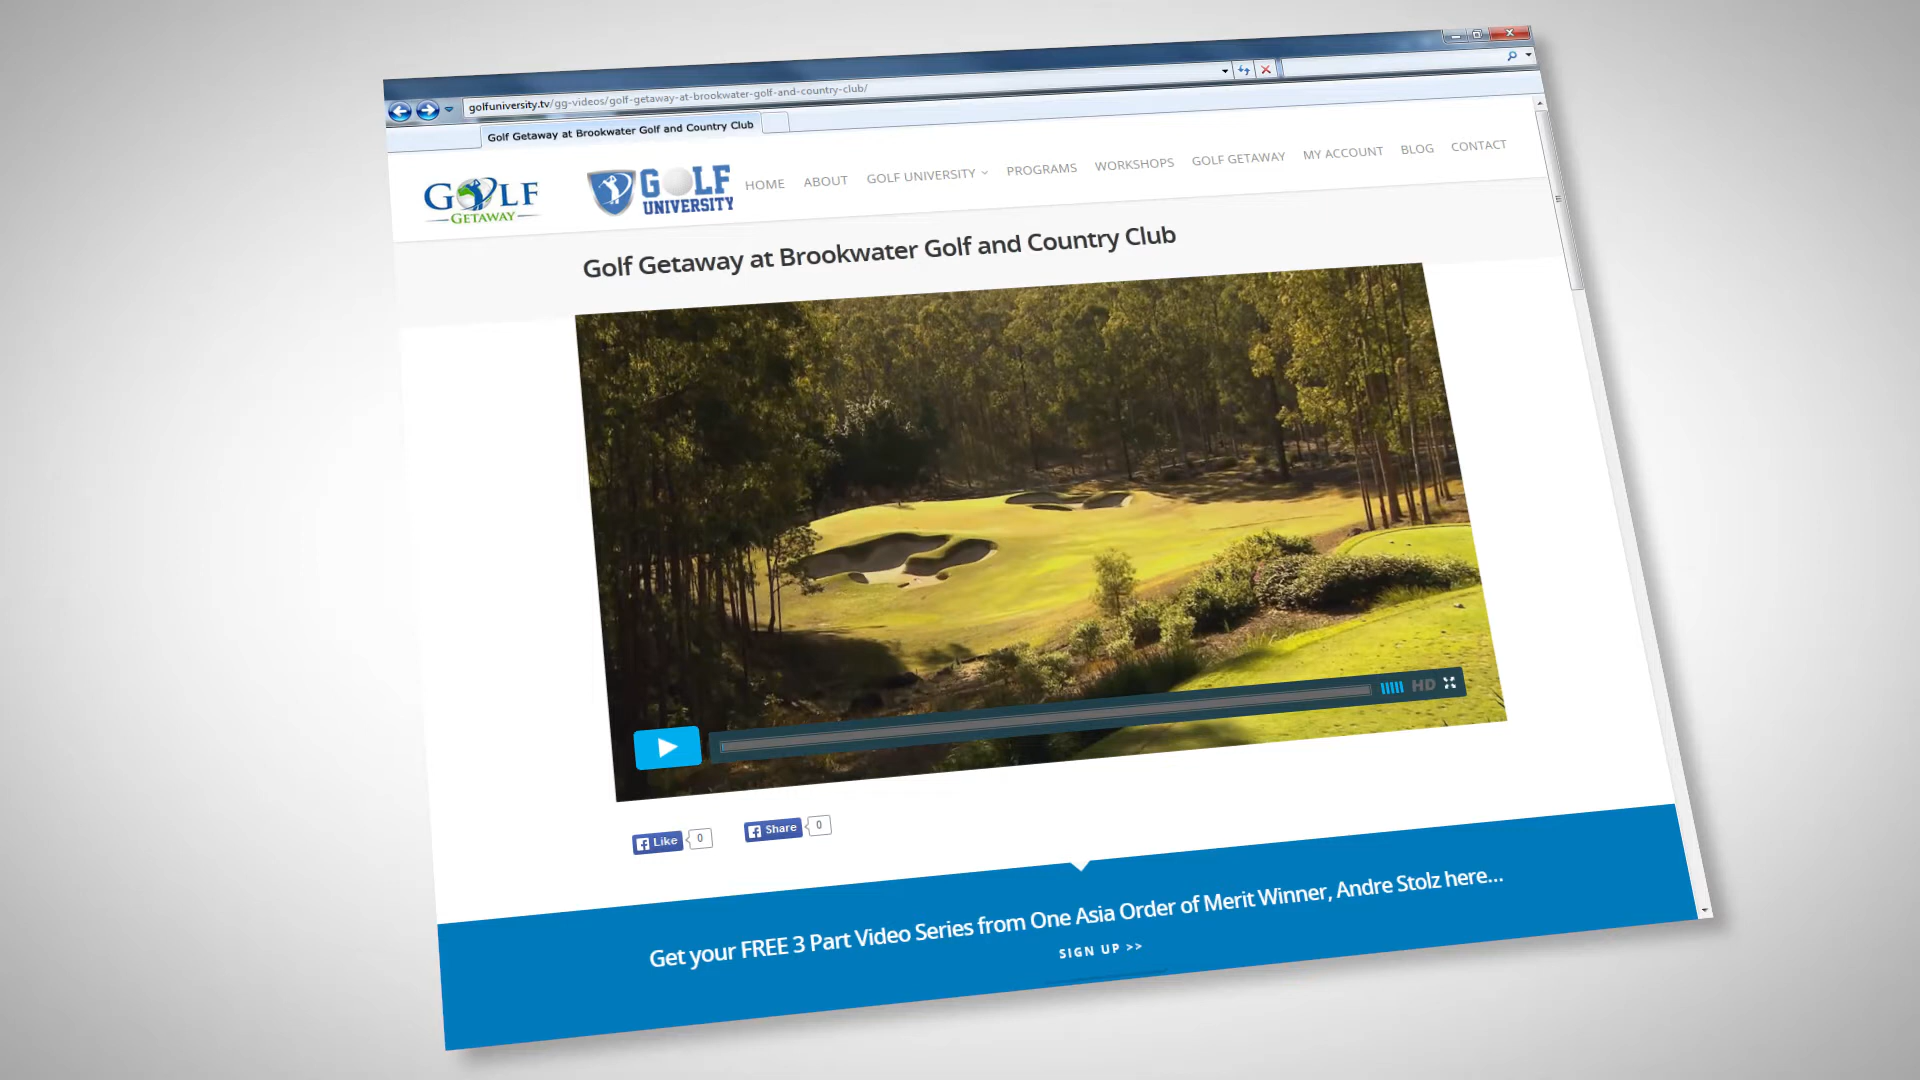 golfuniversity.tv/gg-videos/golf-getaway-at-brookwater-golf-and-country-club/
Golf Getaway at Brookwater Golf and Country Club
GOLF
GETAWAY
GOLF
UNIVERSITY
HOME ABOUT GOLF UNIVERSITY PROGRAMS WORKSHOPS GOLF GETAWAY MY ACCOUNT BLOG CONTACT
Golf Getaway at Brookwater Golf and Country Club
HD
Like 0 Share 0
Get your FREE 3 Part Video Series from One Asia Order of Merit Winner, Andre Stolz here...
SIGN UP >>